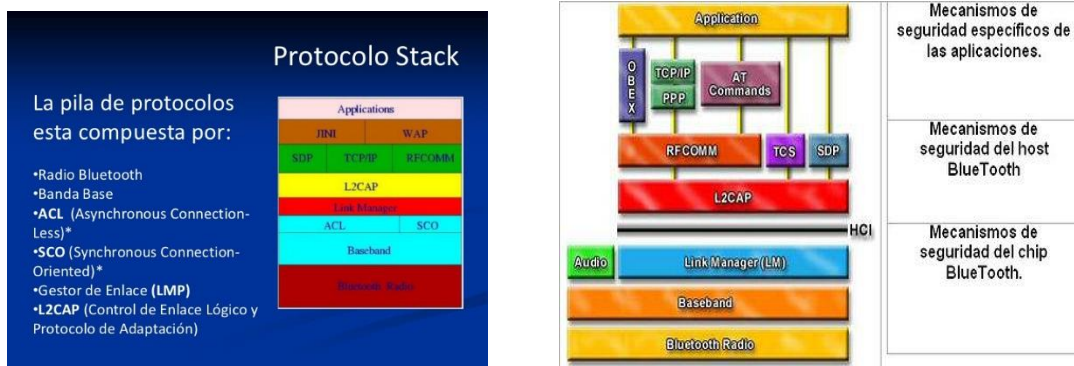 Protocolo Stack
La pila de protocolos
esta compuesta por:
•Radio Bluetooth
•Banda Base
•ACL (Asynchronous Connection-
Less)*
•SCO (Synchronous Connection-
Oriented)*
•Gestor de Enlace (LMP)
•L2CAP (Control de Enlace Lógico y
Protocolo de Adaptación)
Applications
JINI WAP
SDP TCP/IP RFCOMM
L2CAP
Link Manager
ACL SCO
Baseband
Bluetooth Radio
Application
OBEX
TCP/IP
PPP
AT
Commands
RFCOMM TCS SDP
L2CAP
HCI
Audio Link Manager (LM)
Baseband
Bluetooth Radio
Mecanismos de
seguridad específicos de
las aplicaciones.
Mecanismos de
seguridad del host
BlueTooth
Mecanismos de
seguridad del chip
BlueTooth.